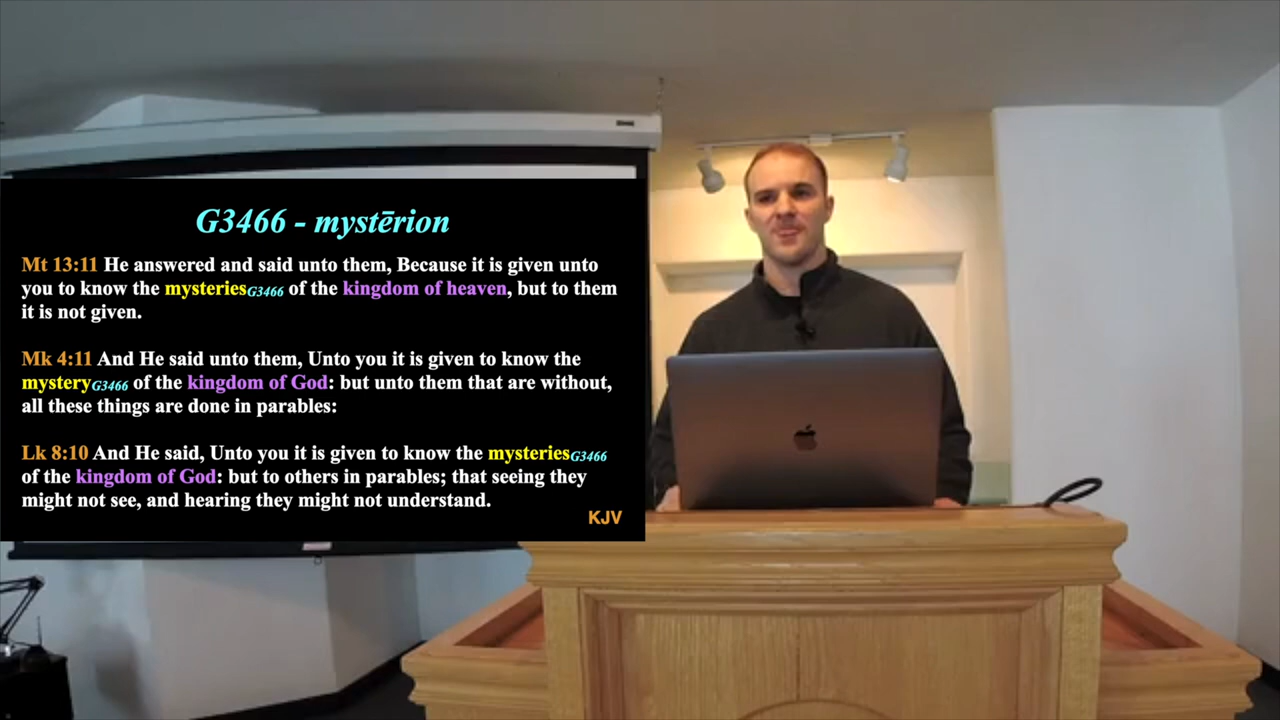 G3466 - mystērion
Mt 13:11 He answered and said unto them, Because it is given unto
you to know the mysteriesG3466 of the kingdom of heaven, but to them
it is not given.
Mk 4:11 And He said unto them, Unto you it is given to know the
mysteryG3466 of the kingdom of God: but unto them that are without,
all these things are done in parables:
Lk 8:10 And He said, Unto you it is given to know the mysteriesG3466
of the kingdom of God: but to others in parables; that seeing they
might not see, and hearing they might not understand.
KJV